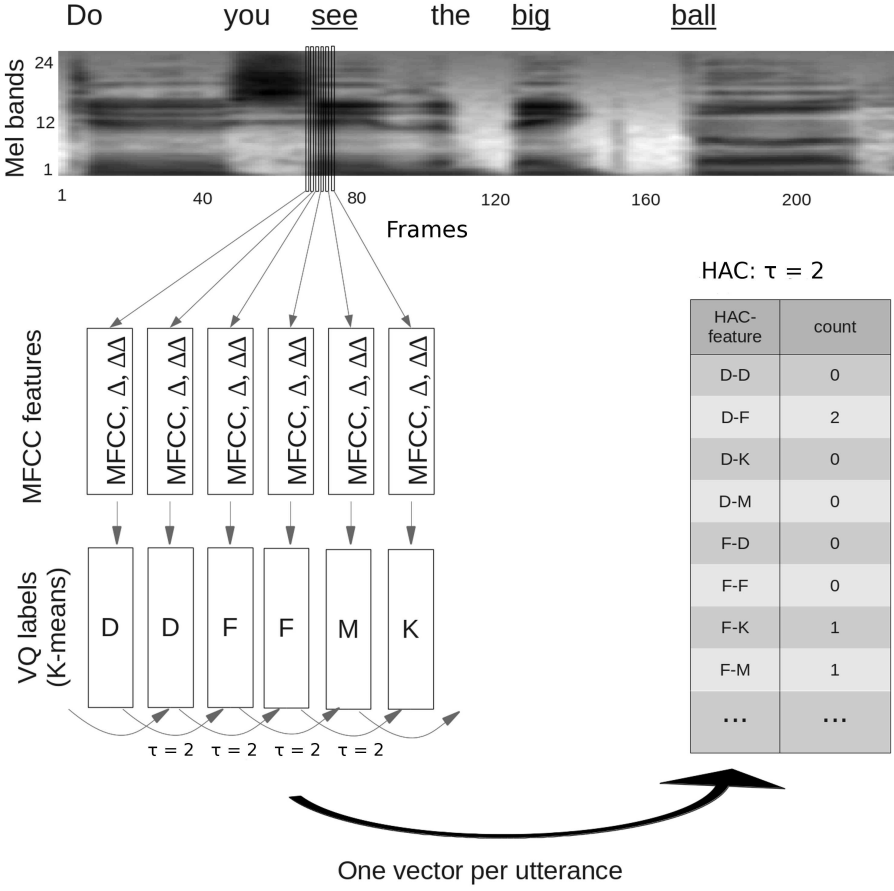 Do you see the big ball
Mel bands
24
12
1
1 40 80 120 160 200
Frames
HAC: τ = 2
HAC-feature count
D-D 0
D-F 2
D-K 0
D-M 0
F-D 0
F-F 0
F-K 1
F-M 1
... ...
MFCC features
MFCC, Δ, ΔΔ
MFCC, Δ, ΔΔ
MFCC, Δ, ΔΔ
MFCC, Δ, ΔΔ
MFCC, Δ, ΔΔ
MFCC, Δ, ΔΔ
VQ labels
(K-means)
D D F F M K
τ = 2 τ = 2 τ = 2 τ = 2
One vector per utterance